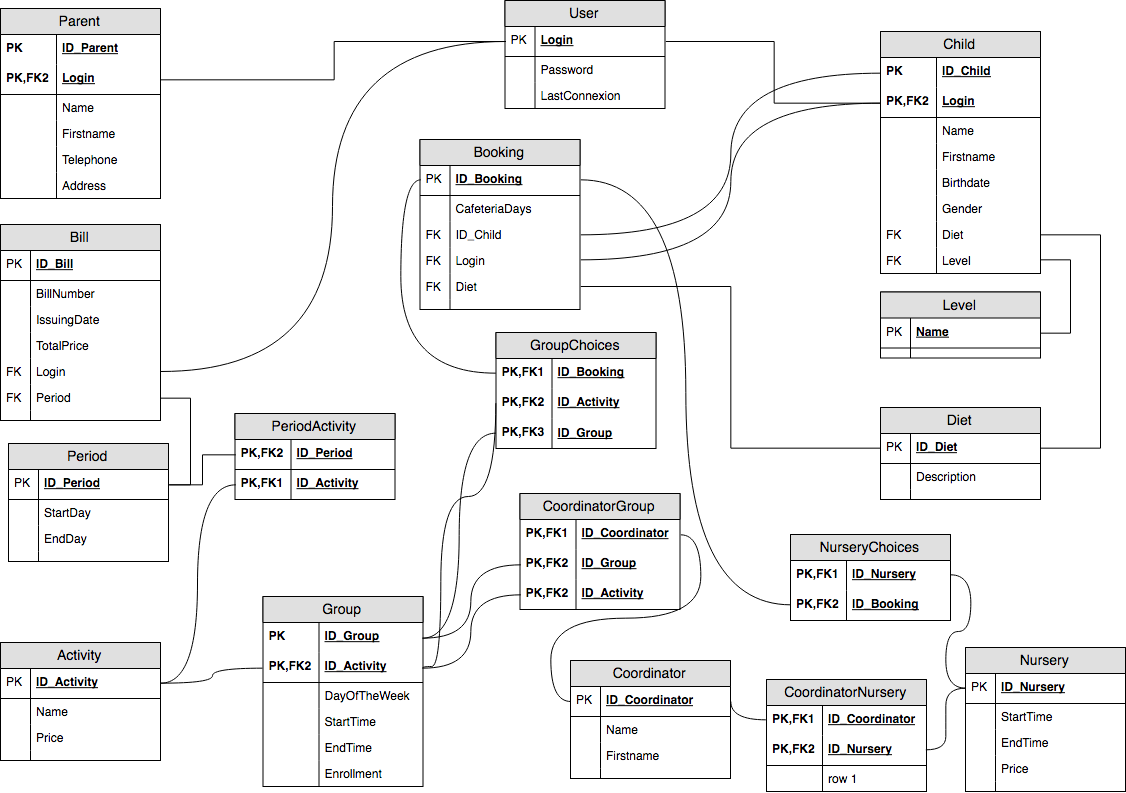 Parent
PK ID_Parent
PK,FK2 Login
Name
Firstname
Telephone
Address
User
PK Login
Password
LastConnexion
Child
PK ID_Child
PK,FK2 Login
Name
Firstname
Birthdate
Gender
FK Diet
FK Level
Booking
PK ID_Booking
CafeteriaDays
FK ID_Child
FK Login
FK Diet
Bill
PK ID_Bill
BillNumber
IssuingDate
TotalPrice
FK Login
FK Period
Level
PK Name
GroupChoices
PK,FK1 ID_Booking
PK,FK2 ID_Activity
PK,FK3 ID_Group
Diet
PK ID_Diet
Description
PeriodActivity
PK,FK2 ID_Period
PK,FK1 ID_Activity
Period
PK ID_Period
StartDay
EndDay
CoordinatorGroup
PK,FK1 ID_Coordinator
PK,FK2 ID_Group
PK,FK2 ID_Activity
NurseryChoices
PK,FK1 ID_Nursery
PK,FK2 ID_Booking
Group
PK ID_Group
PK,FK2 ID_Activity
DayOfTheWeek
StartTime
EndTime
Enrollment
Activity
PK ID_Activity
Name
Price
Coordinator
PK ID_Coordinator
Name
Firstname
CoordinatorNursery
PK,FK1 ID_Coordinator
PK,FK2 ID_Nursery
row 1
Nursery
PK ID_Nursery
StartTime
EndTime
Price